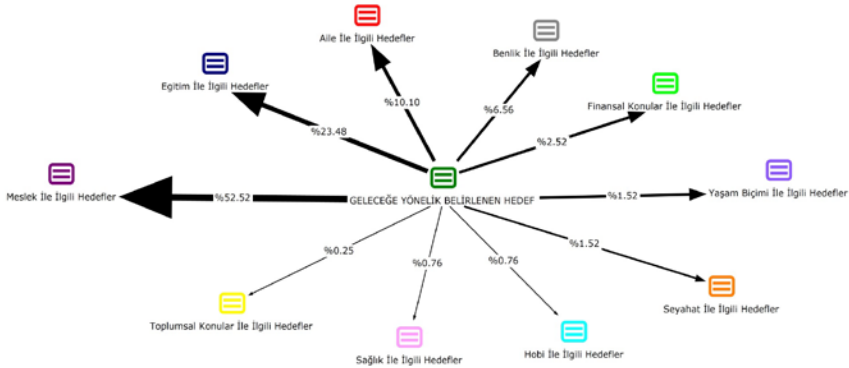 Aile İle İlgili Hedefler
Benlik İle İlgili Hedefler
Egitim İle İlgili Hedefler
Finansal Konular İle İlgili Hedefler
%10.10
%6.56
%23.48
%2.52
Meslek İle İlgili Hedefler
%52.52
GELECEĞE YÖNELİK BELİRLENEN HEDEF
%1.52
Yaşam Biçimi İle İlgili Hedefler
%0.25
%0.76
%0.76
%1.52
Toplumsal Konular İle İlgili Hedefler
Sağlık İle İlgili Hedefler
Hobi İle İlgili Hedefler
Seyahat İle İlgili Hedefler